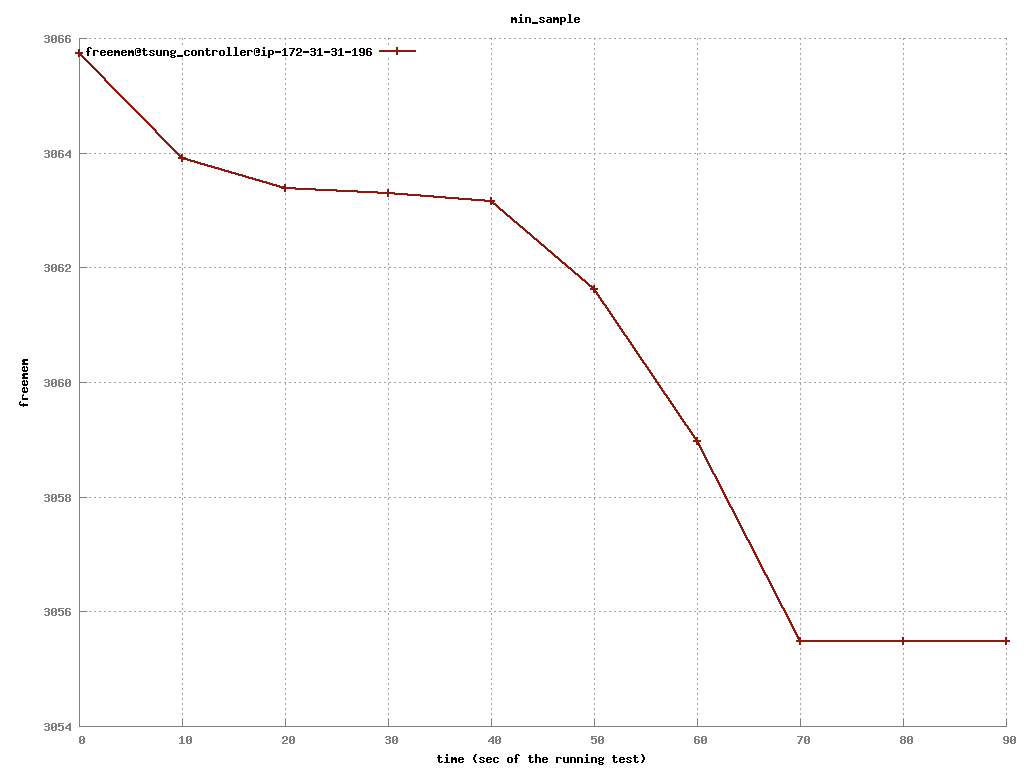 min_sample
freemem@tsung_controller@ip-172-31-31-196
3066
3064
3062
3060
3058
3056
3054
freemem
0 10 20 30 40 50 60 70 80 90
time (sec of the running test)